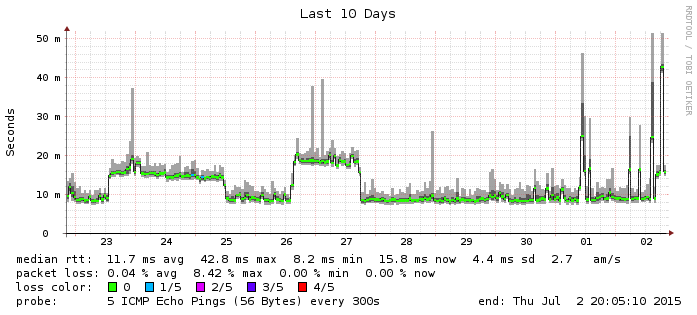 Last 10 Days
RRDTOOL / TOBI OETIKER
Seconds
50 m
40 m
30 m
20 m
10 m
0
23 24 25 26 27 28 29 30 01 02
median rtt: 11.7 ms avg 42.8 ms max 8.2 ms min 15.8 ms now 4.4 ms sd 2.7 am/s
packet loss: 0.04 % avg 8.42 % max 0.00 % min 0.00 % now
loss color: 0 1/5 2/5 3/5 4/5
probe: 5 ICMP Echo Pings (56 Bytes) every 300s end: Thu Jul 2 20:05:10 2015